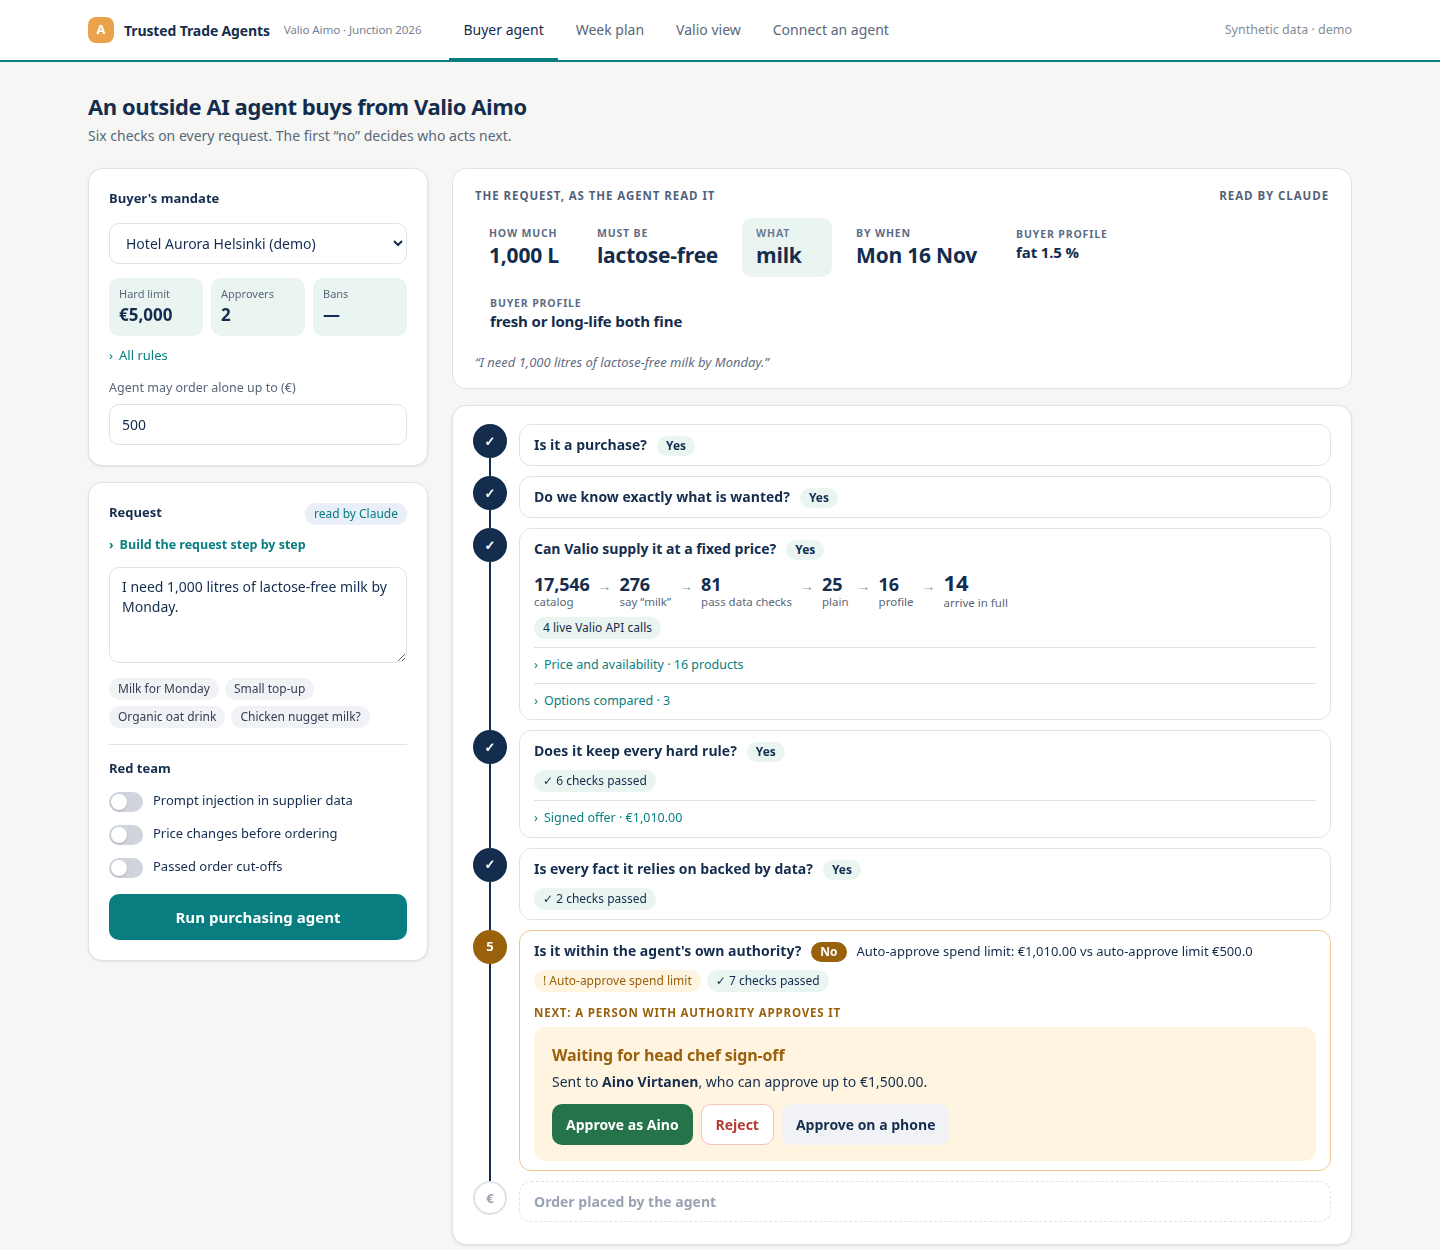 A Trusted Trade Agents Valio Aimo · Junction 2026 Buyer agent Week plan Valio view Connect an agent Synthetic data · demo
An outside AI agent buys from Valio Aimo
Six checks on every request. The first “no” decides who acts next.
Buyer's mandate
Hotel Aurora Helsinki (demo)
Hard limit Approvers Bans
€5,000 2 —
› All rules
Agent may order alone up to (€)
500
Request read by Claude
› Build the request step by step
I need 1,000 litres of lactose-free milk by
Monday.
Milk for Monday Small top-up
Organic oat drink Chicken nugget milk?
Red team
Prompt injection in supplier data
Price changes before ordering
Passed order cut-offs
Run purchasing agent
THE REQUEST, AS THE AGENT READ IT READ BY CLAUDE
HOW MUCH MUST BE WHAT BY WHEN BUYER PROFILE
1,000 L lactose-free milk Mon 16 Nov fat 1.5 %
BUYER PROFILE
fresh or long-life both fine
“I need 1,000 litres of lactose-free milk by Monday.”
✓ Is it a purchase? Yes
✓ Do we know exactly what is wanted? Yes
✓ Can Valio supply it at a fixed price? Yes
17,546 → 276 → 81 → 25 → 16 → 14
catalog say “milk” pass data checks plain profile arrive in full
4 live Valio API calls
› Price and availability · 16 products
› Options compared · 3
✓ Does it keep every hard rule? Yes
✓ 6 checks passed
› Signed offer · €1,010.00
✓ Is every fact it relies on backed by data? Yes
✓ 2 checks passed
5 Is it within the agent's own authority? No Auto-approve spend limit: €1,010.00 vs auto-approve limit €500.0
! Auto-approve spend limit ✓ 7 checks passed
NEXT: A PERSON WITH AUTHORITY APPROVES IT
Waiting for head chef sign-off
Sent to Aino Virtanen, who can approve up to €1,500.00.
Approve as Aino Reject Approve on a phone
€ Order placed by the agent